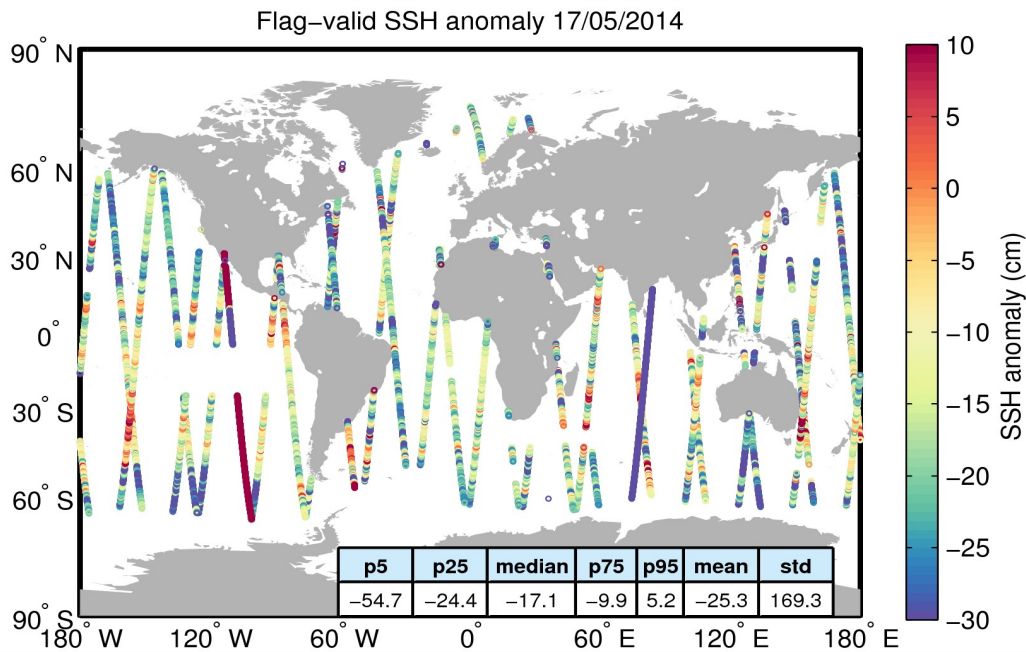 Flag−valid SSH anomaly 17/05/2014
90° N
60° N
30° N
0°
30° S
60° S
90° S
180° W
120° W
60° W
0°
60° E
120° E
180° E
p5 p25 median p75 p95 mean std
−54.7 −24.4 −17.1 −9.9 5.2 −25.3 169.3
10
5
0
−5
−10
−15
−20
−25
−30
SSH anomaly (cm)